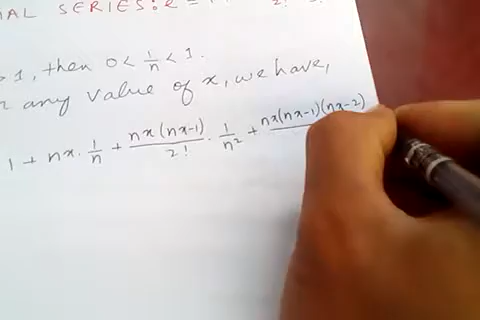 SERIES:
1, then 0 < 1/n < 1.
any value of x, we have,
1 + nx · 1/n + nx(nx-1)/2! · 1/n² + nx(nx-1)(nx-2)